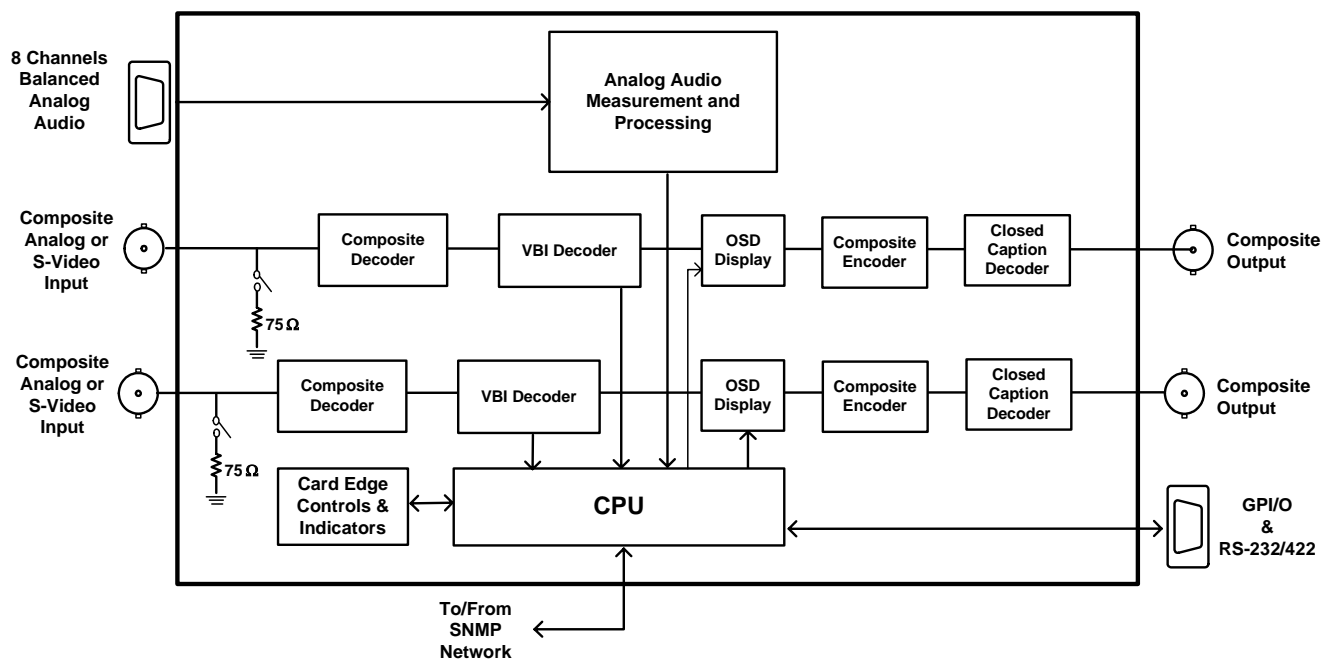 8 Channels
Balanced
Analog
Audio
Analog Audio
Measurement and
Processing
Composite
Analog or
S-Video
Input
75Ω
Composite
Decoder
VBI Decoder
OSD
Display
Composite
Encoder
Closed
Caption
Decoder
Composite
Output
Composite
Analog or
S-Video
Input
75Ω
Composite
Decoder
VBI Decoder
OSD
Display
Composite
Encoder
Closed
Caption
Decoder
Composite
Output
Card Edge
Controls &
Indicators
CPU
GPI/O
&
RS-232/422
To/From
SNMP
Network